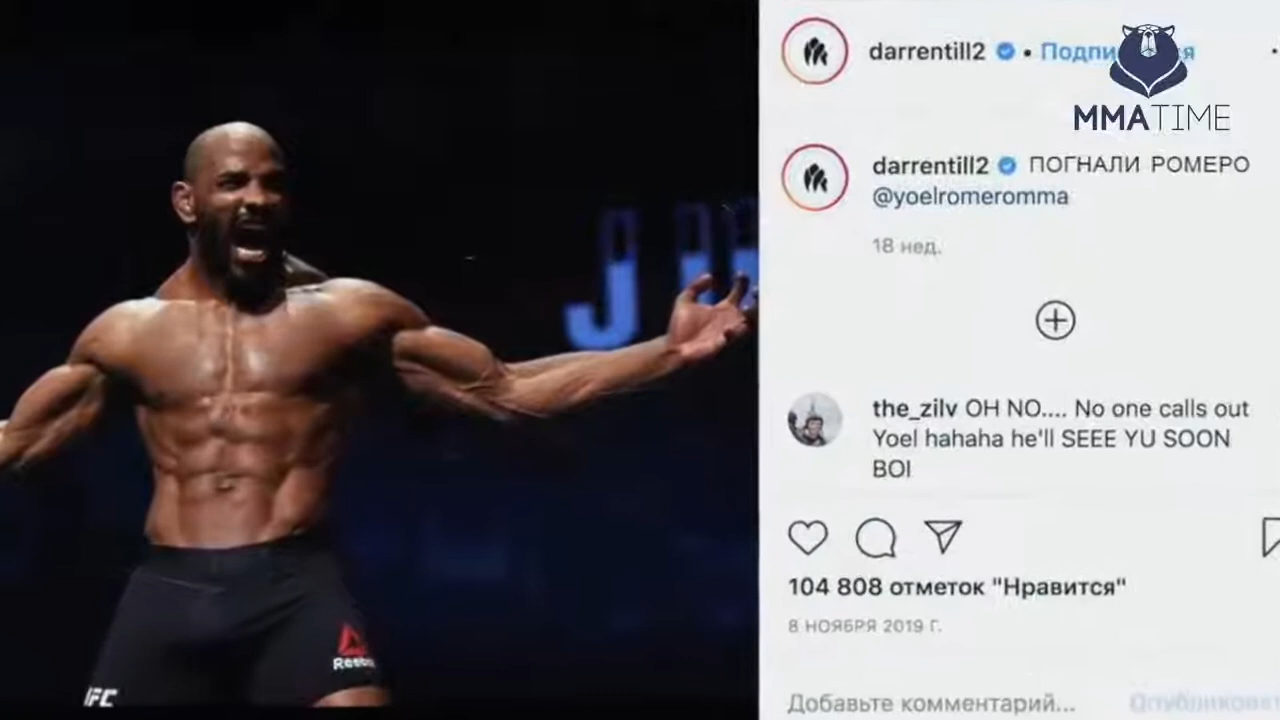 darrentill2 •
MMATIME
darrentill2 ПОГНАЛИ РОМЕРО
@yoelromeromma
18 нед.
the_zilv OH NO.... No one calls out
Yoel hahaha he'll SEEE YU SOON
BOI
104 808 отметок "Нравится"
8 НОЯБРЯ 2019 Г.
Добавьте комментарий...
Reebok
UFC